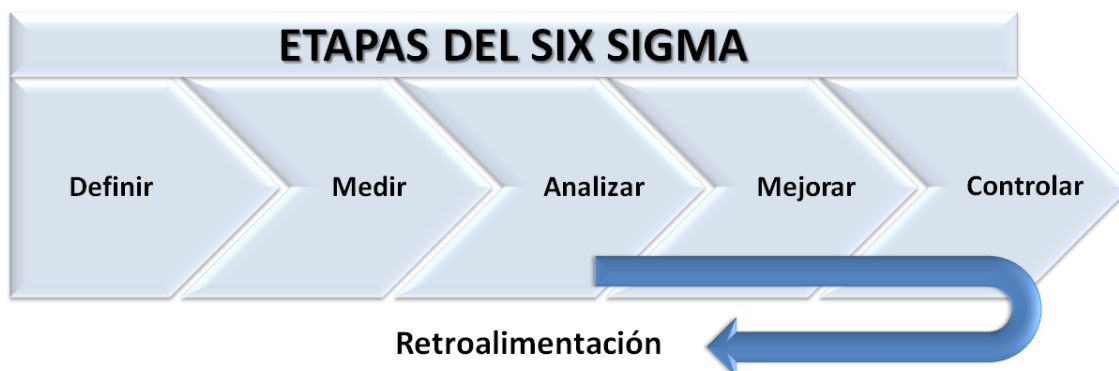 ETAPAS DEL SIX SIGMA
Definir
Medir
Analizar
Mejorar
Controlar
Retroalimentación